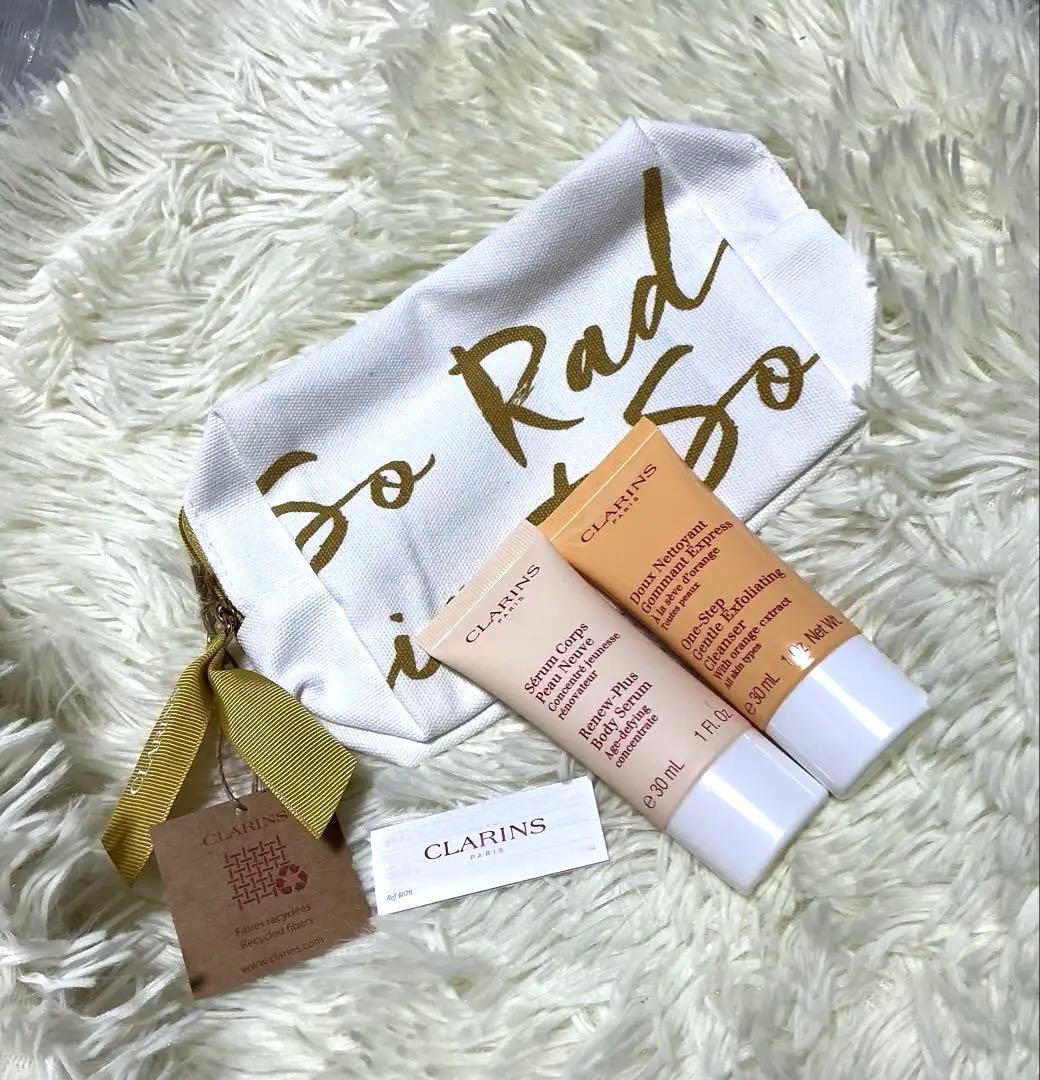 So Rad
So
CLARINS
PARIS
Sérum Corps
Peau Neuve
Concentré jeunesse
rénovateur
Renew-Plus
Body Serum
Age-defying
concentrate
e 30 mL
1 Fl. Oz
CLARINS
PARIS
Doux Nettoyant
Gommant Express
À la sève d'orange
Toutes peaux
One-Step
Gentle Exfoliating
Cleanser
With orange extract
All skin types
e 30 mL
Net Wt.
CLARINS
Fibres recyclées
Recycled fibers
www.clarins.com
CLARINS
PARIS
Ref 6079